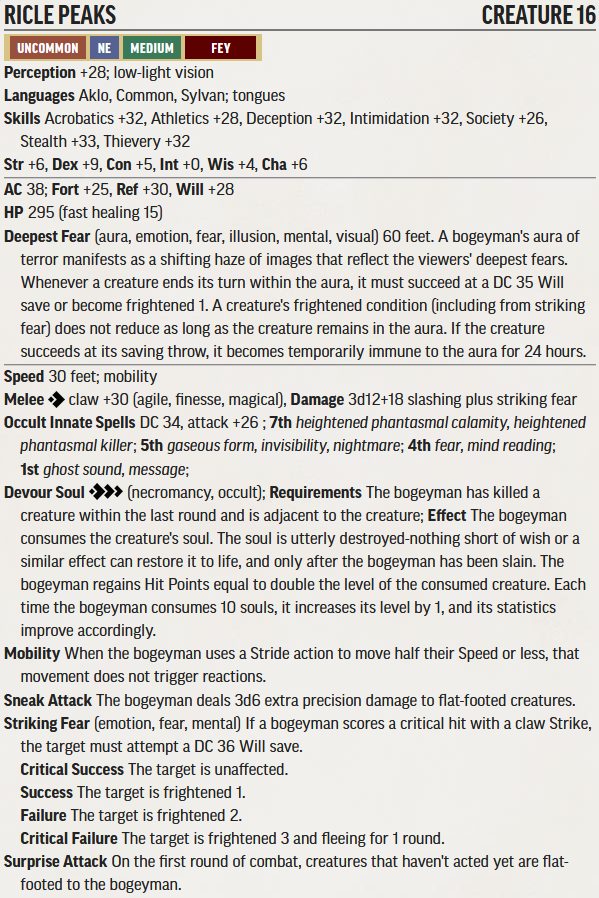 RICLE PEAKS CREATURE 16
UNCOMMON NE MEDIUM FEY
Perception +28; low-light vision
Languages Aklo, Common, Sylvan; tongues
Skills Acrobatics +32, Athletics +28, Deception +32, Intimidation +32, Society +26,
Stealth +33, Thievery +32
Str +6, Dex +9, Con +5, Int +0, Wis +4, Cha +6
AC 38; Fort +25, Ref +30, Will +28
HP 295 (fast healing 15)
Deepest Fear (aura, emotion, fear, illusion, mental, visual) 60 feet. A bogeyman's aura of
terror manifests as a shifting haze of images that reflect the viewers' deepest fears.
Whenever a creature ends its turn within the aura, it must succeed at a DC 35 Will
save or become frightened 1. A creature's frightened condition (including from striking
fear) does not reduce as long as the creature remains in the aura. If the creature
succeeds at its saving throw, it becomes temporarily immune to the aura for 24 hours.
Speed 30 feet; mobility
Melee claw +30 (agile, finesse, magical), Damage 3d12+18 slashing plus striking fear
Occult Innate Spells DC 34, attack +26 ; 7th heightened phantasmal calamity, heightened
phantasmal killer; 5th gaseous form, invisibility, nightmare; 4th fear, mind reading;
1st ghost sound, message;
Devour Soul (necromancy, occult); Requirements The bogeyman has killed a
creature within the last round and is adjacent to the creature; Effect The bogeyman
consumes the creature's soul. The soul is utterly destroyed-nothing short of wish or a
similar effect can restore it to life, and only after the bogeyman has been slain. The
bogeyman regains Hit Points equal to double the level of the consumed creature. Each
time the bogeyman consumes 10 souls, it increases its level by 1, and its statistics
improve accordingly.
Mobility When the bogeyman uses a Stride action to move half their Speed or less, that
movement does not trigger reactions.
Sneak Attack The bogeyman deals 3d6 extra precision damage to flat-footed creatures.
Striking Fear (emotion, fear, mental) If a bogeyman scores a critical hit with a claw Strike,
the target must attempt a DC 36 Will save.
Critical Success The target is unaffected.
Success The target is frightened 1.
Failure The target is frightened 2.
Critical Failure The target is frightened 3 and fleeing for 1 round.
Surprise Attack On the first round of combat, creatures that haven't acted yet are flat-
footed to the bogeyman.